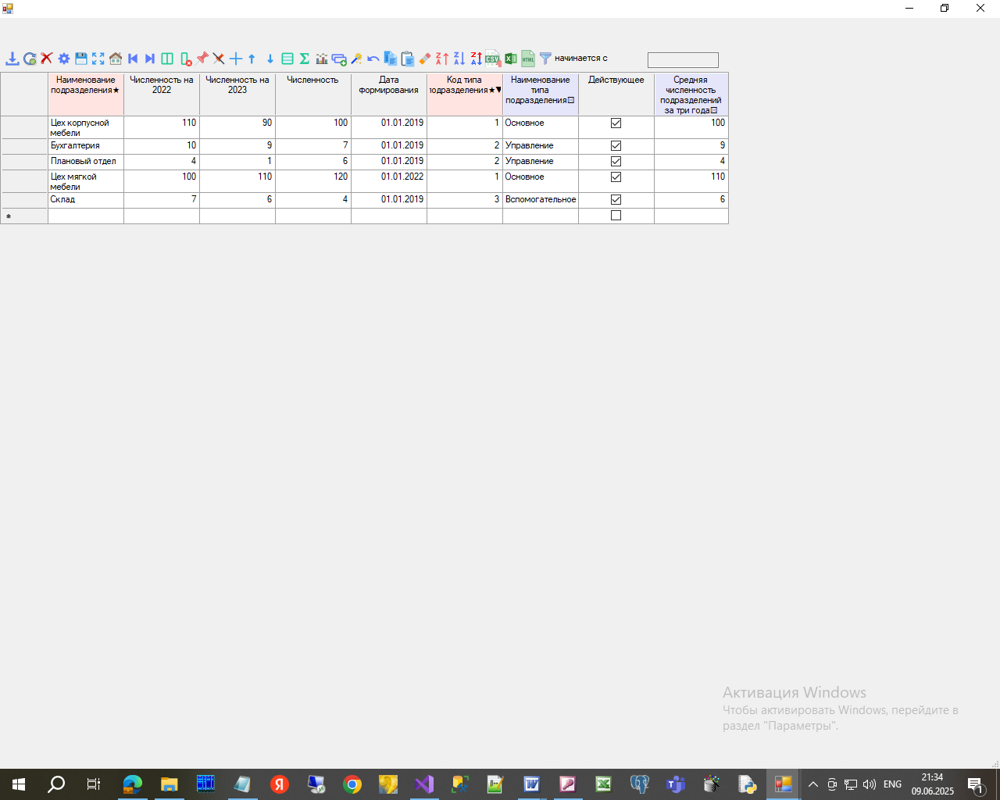 начинается с
Наименование подразделения★ Численность на 2022 Численность на 2023 Численность Дата формирования Код типа подразделения★▼ Наименование типа подразделения Действующее Средняя численность подразделений за три года
Цех корпусной мебели 110 90 100 01.01.2019 1 Основное 100
Бухгалтерия 10 9 7 01.01.2019 2 Управление 9
Плановый отдел 4 1 6 01.01.2019 2 Управление 4
Цех мягкой мебели 100 110 120 01.01.2022 1 Основное 110
Склад 7 6 4 01.01.2019 3 Вспомогательное 6
Активация Windows
Чтобы активировать Windows, перейдите в
раздел "Параметры".
ENG
21:34
09.06.2025
1